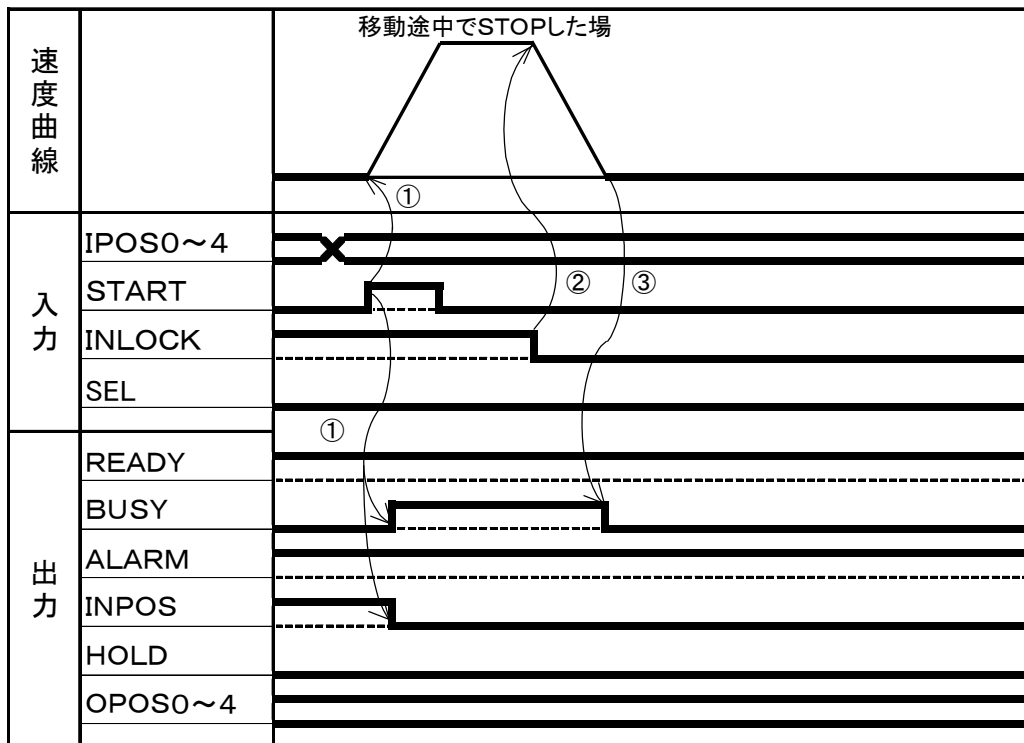 移動途中でSTOPした場
速度曲線
①
入力
IPOS0～4
START
②
③
INLOCK
SEL
①
出力
READY
BUSY
ALARM
INPOS
HOLD
OPOS0～4